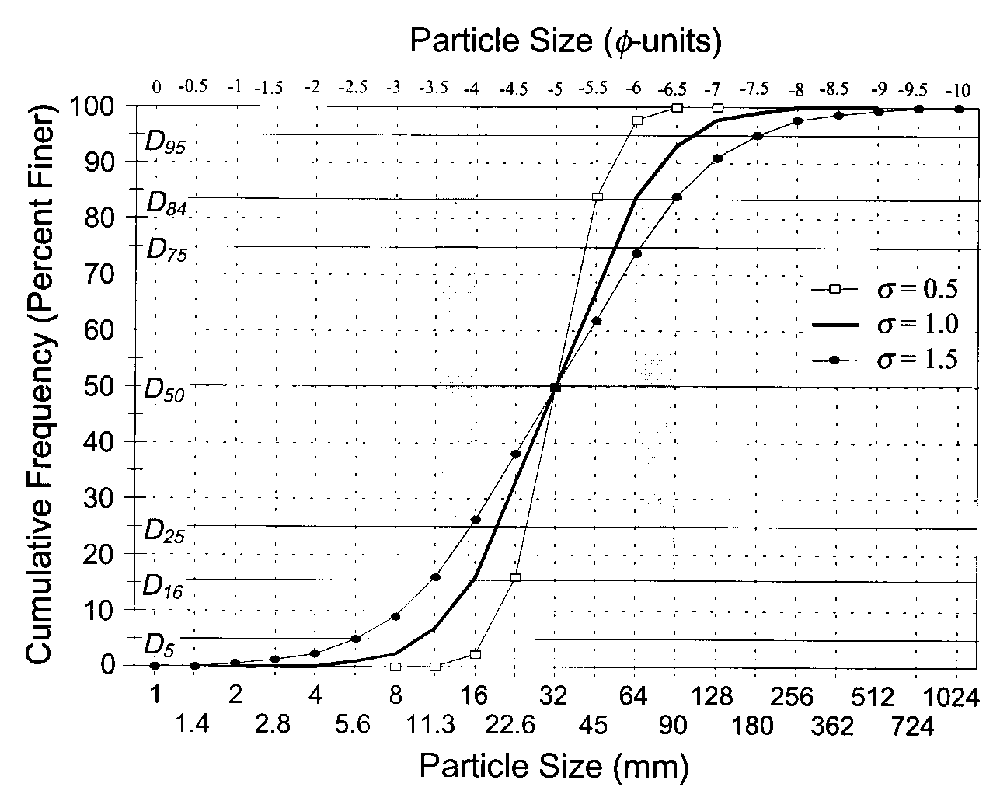 Particle Size (ϕ-units)
0 -0.5 -1 -1.5 -2 -2.5 -3 -3.5 -4 -4.5 -5 -5.5 -6 -6.5 -7 -7.5 -8 -8.5 -9 -9.5 -10
Cumulative Frequency (Percent Finer)
100
D95
90
D84
80
D75
70
σ = 0.5
60
σ = 1.0
σ = 1.5
50
D50
40
30
D25
20
D16
10
D5
0
1 2 4 8 16 32 64 128 256 512 1024
1.4 2.8 5.6 11.3 22.6 45 90 180 362 724
Particle Size (mm)